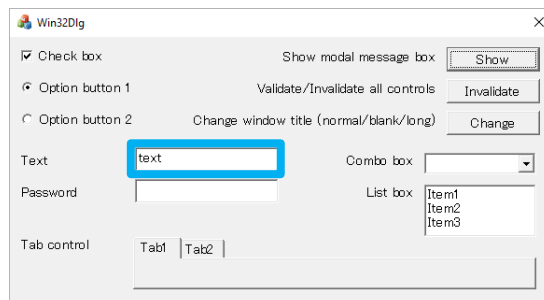 Win32Dlg
Check box
Show modal message box
Show
Option button 1
Validate/Invalidate all controls
Invalidate
Option button 2
Change window title (normal/blank/long)
Change
Text
text
Combo box
Password
List box
Item1
Item2
Item3
Tab control
Tab1
Tab2